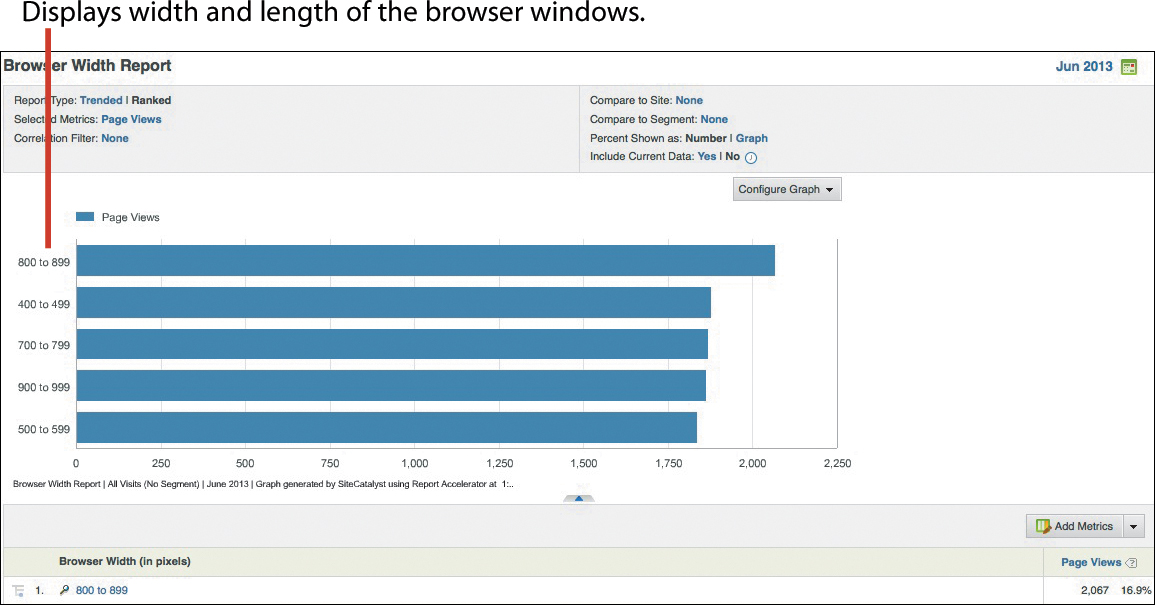 Displays width and length of the browser windows.
Browser Width Report
Jun 2013
Report Type: Trended | Ranked
Selected Metrics: Page Views
Correlation Filter: None
Compare to Site: None
Compare to Segment: None
Percent Shown as: Number | Graph
Include Current Data: Yes | No
Configure Graph
Page Views
800 to 899
400 to 499
700 to 799
900 to 999
500 to 599
0 250 500 750 1,000 1,250 1,500 1,750 2,000 2,250
Browser Width Report | All Visits (No Segment) | June 2013 | Graph generated by SiteCatalyst using Report Accelerator at 1:..
Add Metrics
Browser Width (in pixels) Page Views
1. 800 to 899 2,067 16.9%